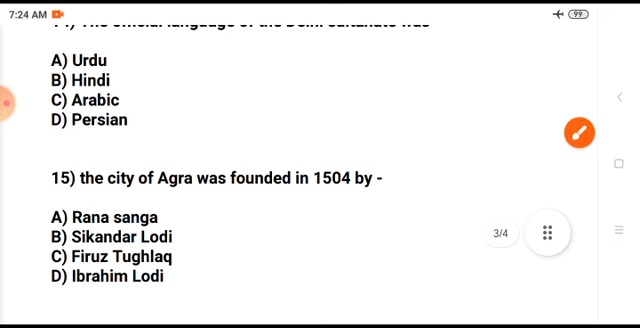 7:24 AM
99
A) Urdu
B) Hindi
C) Arabic
D) Persian
15) the city of Agra was founded in 1504 by -
A) Rana sanga
B) Sikandar Lodi
C) Firuz Tughlaq
D) Ibrahim Lodi
3/4